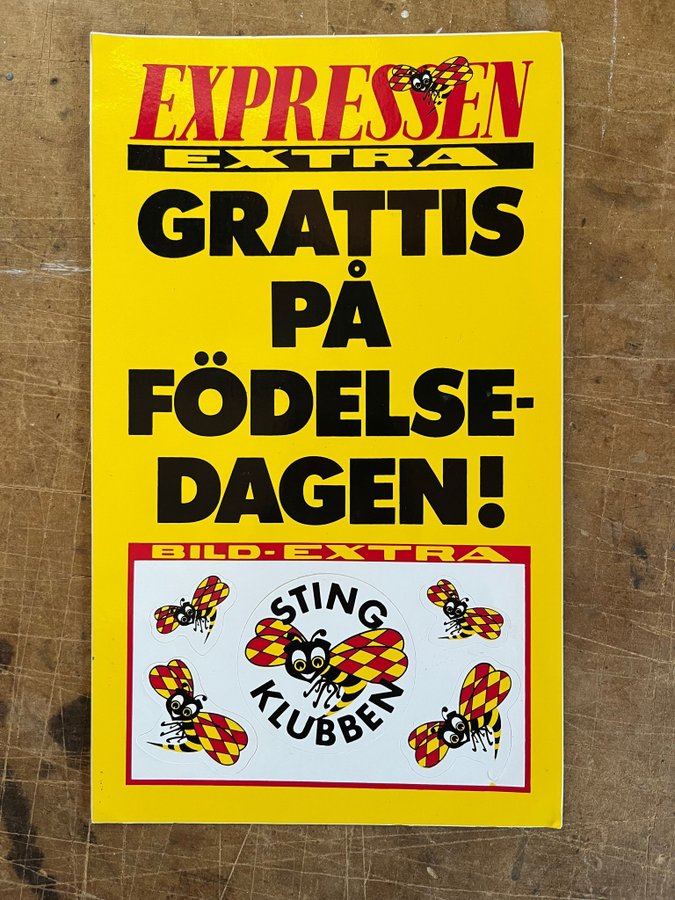 EXPRESSEN
EXTRA
GRATTIS
PÅ
FÖDELSE-
DAGEN!
BILD-EXTRA
STING
KLUBBEN